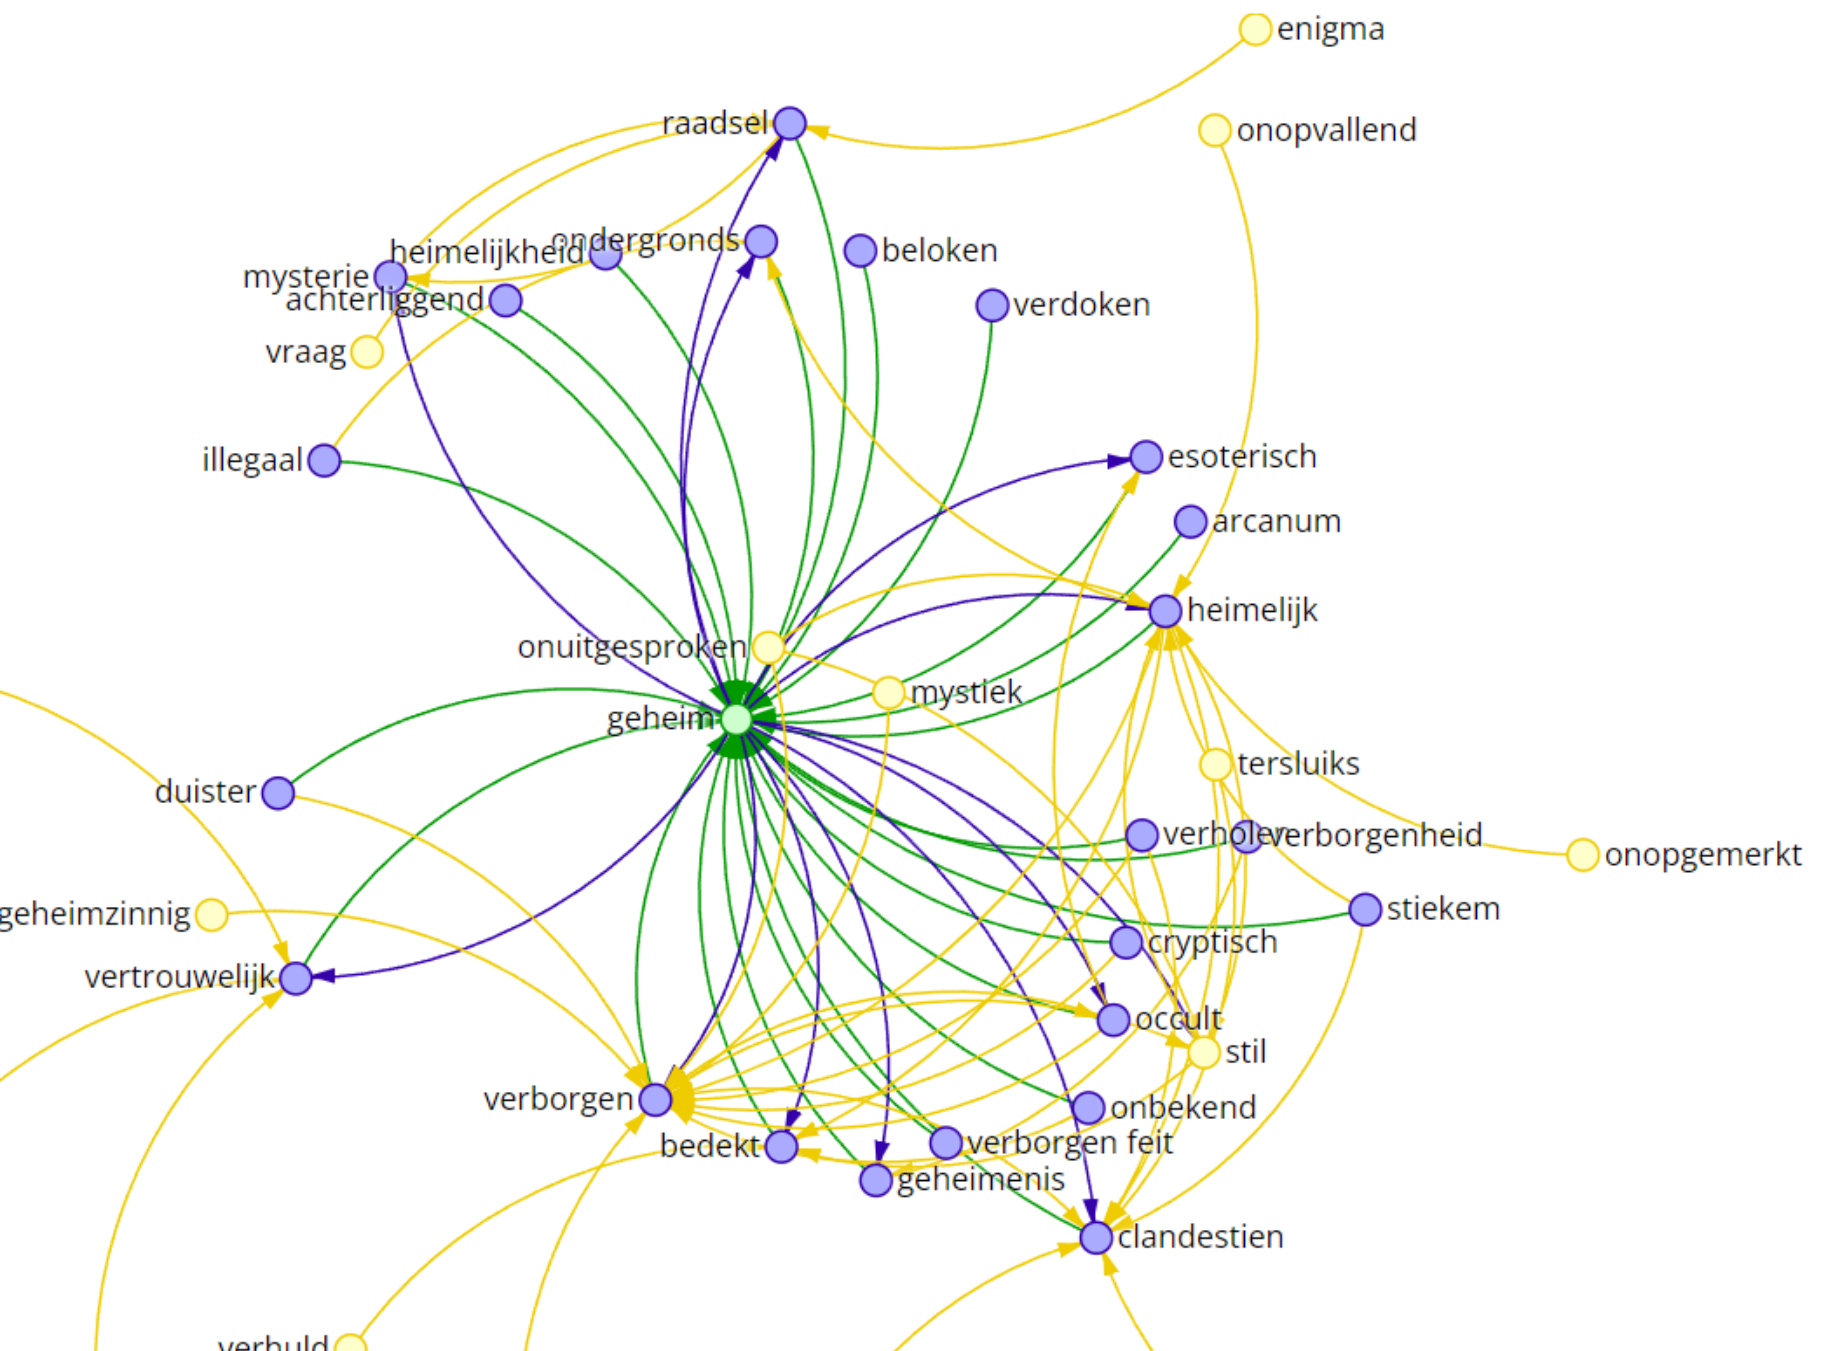 enigma
raadsel
onopvallend
ondergronds
heimelijkheid
beloken
mysterie
achterliggend
verdoken
vraag
illegaal
esoterisch
arcanum
heimelijk
onuitgesproken
mystiek
geheim
tersluiks
duister
verholen
verborgenheid
onopgemerkt
stiekem
geheimzinnig
cryptisch
vertrouwelijk
occult
stil
verborgen
onbekend
bedekt
verborgen feit
geheimenis
clandestien
verhuld